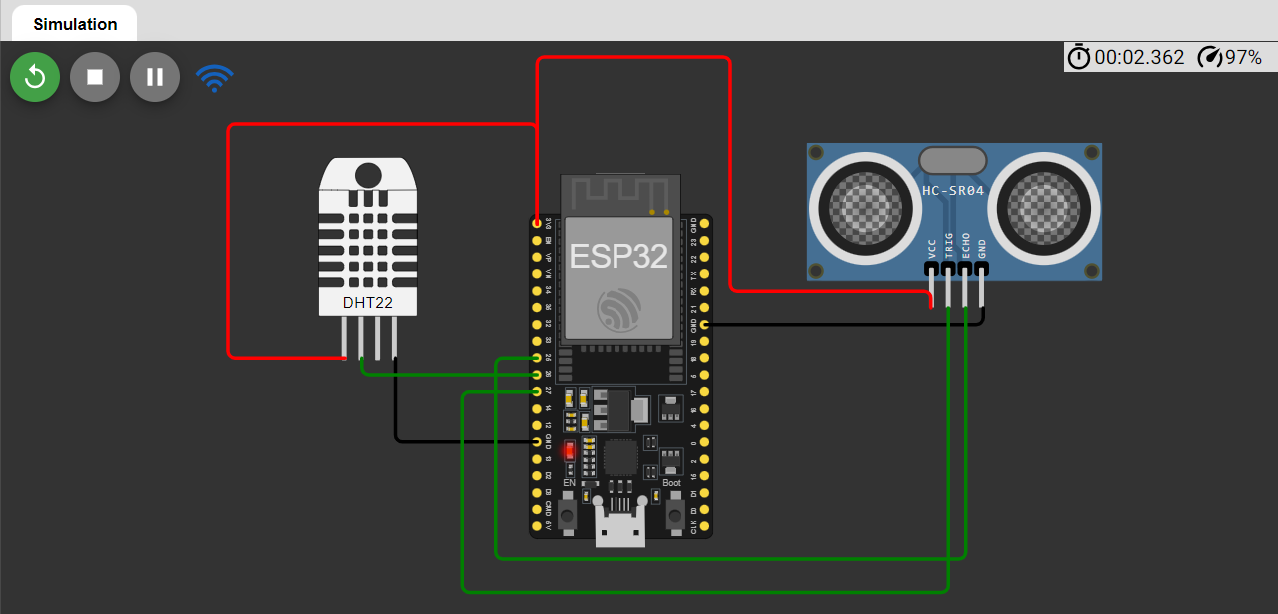 Simulation
00:02.362
97%
HC-SR04
VCC
TRIG
ECHO
GND
DHT22
ESP32
3V3
EN
VP
VN
34
35
32
33
25
26
27
14
12
GND
13
D2
D3
CMD
5V
GND
23
22
TX
RX
21
GND
19
18
5
17
16
4
0
2
15
D1
D0
CLK
EN
Boot